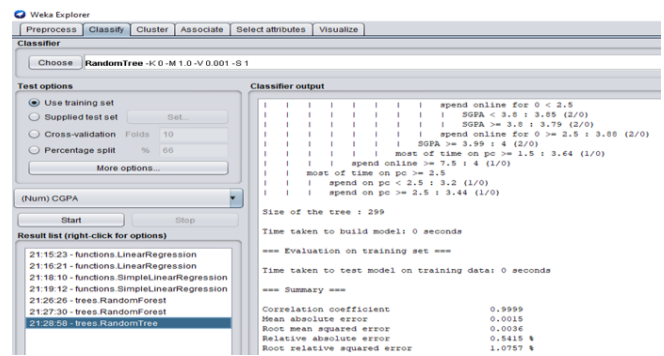 Weka Explorer
Preprocess Classify Cluster Associate Select attributes Visualize
Classifier
Choose RandomTree -K 0 -M 1.0 -V 0.001 -S 1
Test options
Use training set
Supplied test set Set...
Cross-validation Folds 10
Percentage split % 66
More options...
(Num) CGPA
Start Stop
Result list (right-click for options)
21:15:23 - functions.LinearRegression
21:16:21 - functions.LinearRegression
21:18:10 - functions.SimpleLinearRegression
21:19:12 - functions.SimpleLinearRegression
21:26:26 - trees.RandomForest
21:27:30 - trees.RandomForest
21:28:58 - trees.RandomTree
Classifier output
| | | | | | | | spend online for 0 < 2.5
| | | | | | | | | SGPA < 3.8 : 3.85 (2/0)
| | | | | | | | | SGPA >= 3.8 : 3.79 (2/0)
| | | | | | | | spend online for 0 >= 2.5 : 3.88 (2/0)
| | | | | | | SGPA >= 3.99 : 4 (2/0)
| | | | | | most of time on pc >= 1.5 : 3.64 (1/0)
| | | | spend online >= 7.5 : 4 (1/0)
| | | most of time on pc >= 2.5
| | | | spend on pc < 2.5 : 3.2 (1/0)
| | | | spend on pc >= 2.5 : 3.44 (1/0)
Size of the tree : 299
Time taken to build model: 0 seconds
=== Evaluation on training set ===
Time taken to test model on training data: 0 seconds
=== Summary ===
Correlation coefficient 0.9999
Mean absolute error 0.0015
Root mean squared error 0.0036
Relative absolute error 0.5415 %
Root relative squared error 1.0757 %